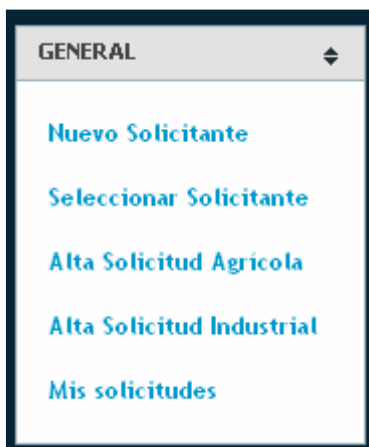 GENERAL
Nuevo Solicitante
Seleccionar Solicitante
Alta Solicitud Agrícola
Alta Solicitud Industrial
Mis solicitudes